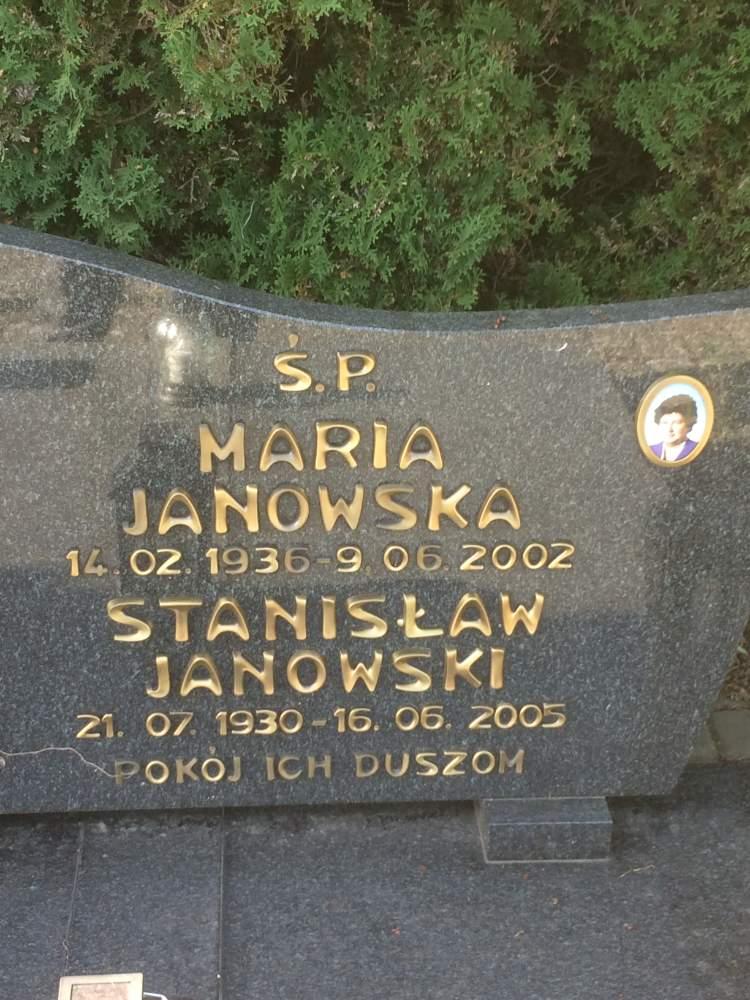 Ś.P.
MARIA
JANOWSKA
14.02.1936-9.06.2002
STANISŁAW
JANOWSKI
21.07.1930-16.06.2005
POKÓJ ICH DUSZOM